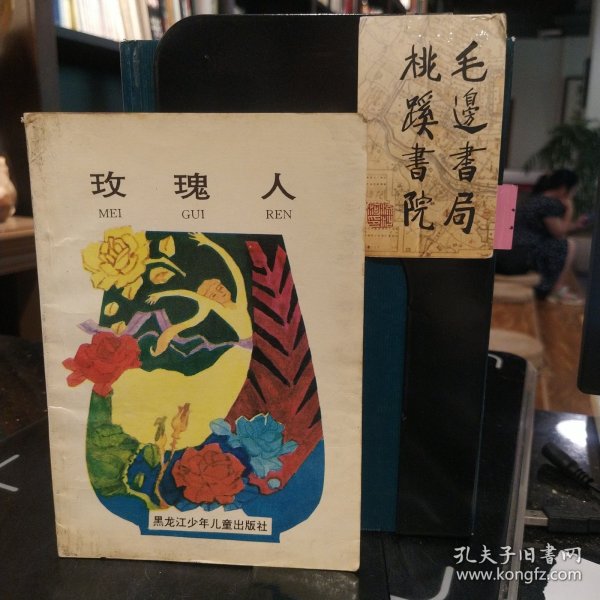 玫瑰人
MEI GUI REN
黑龙江少年儿童出版社
毛邊書局
桃蹊書院
孔夫子旧书网
www.kongfz.com